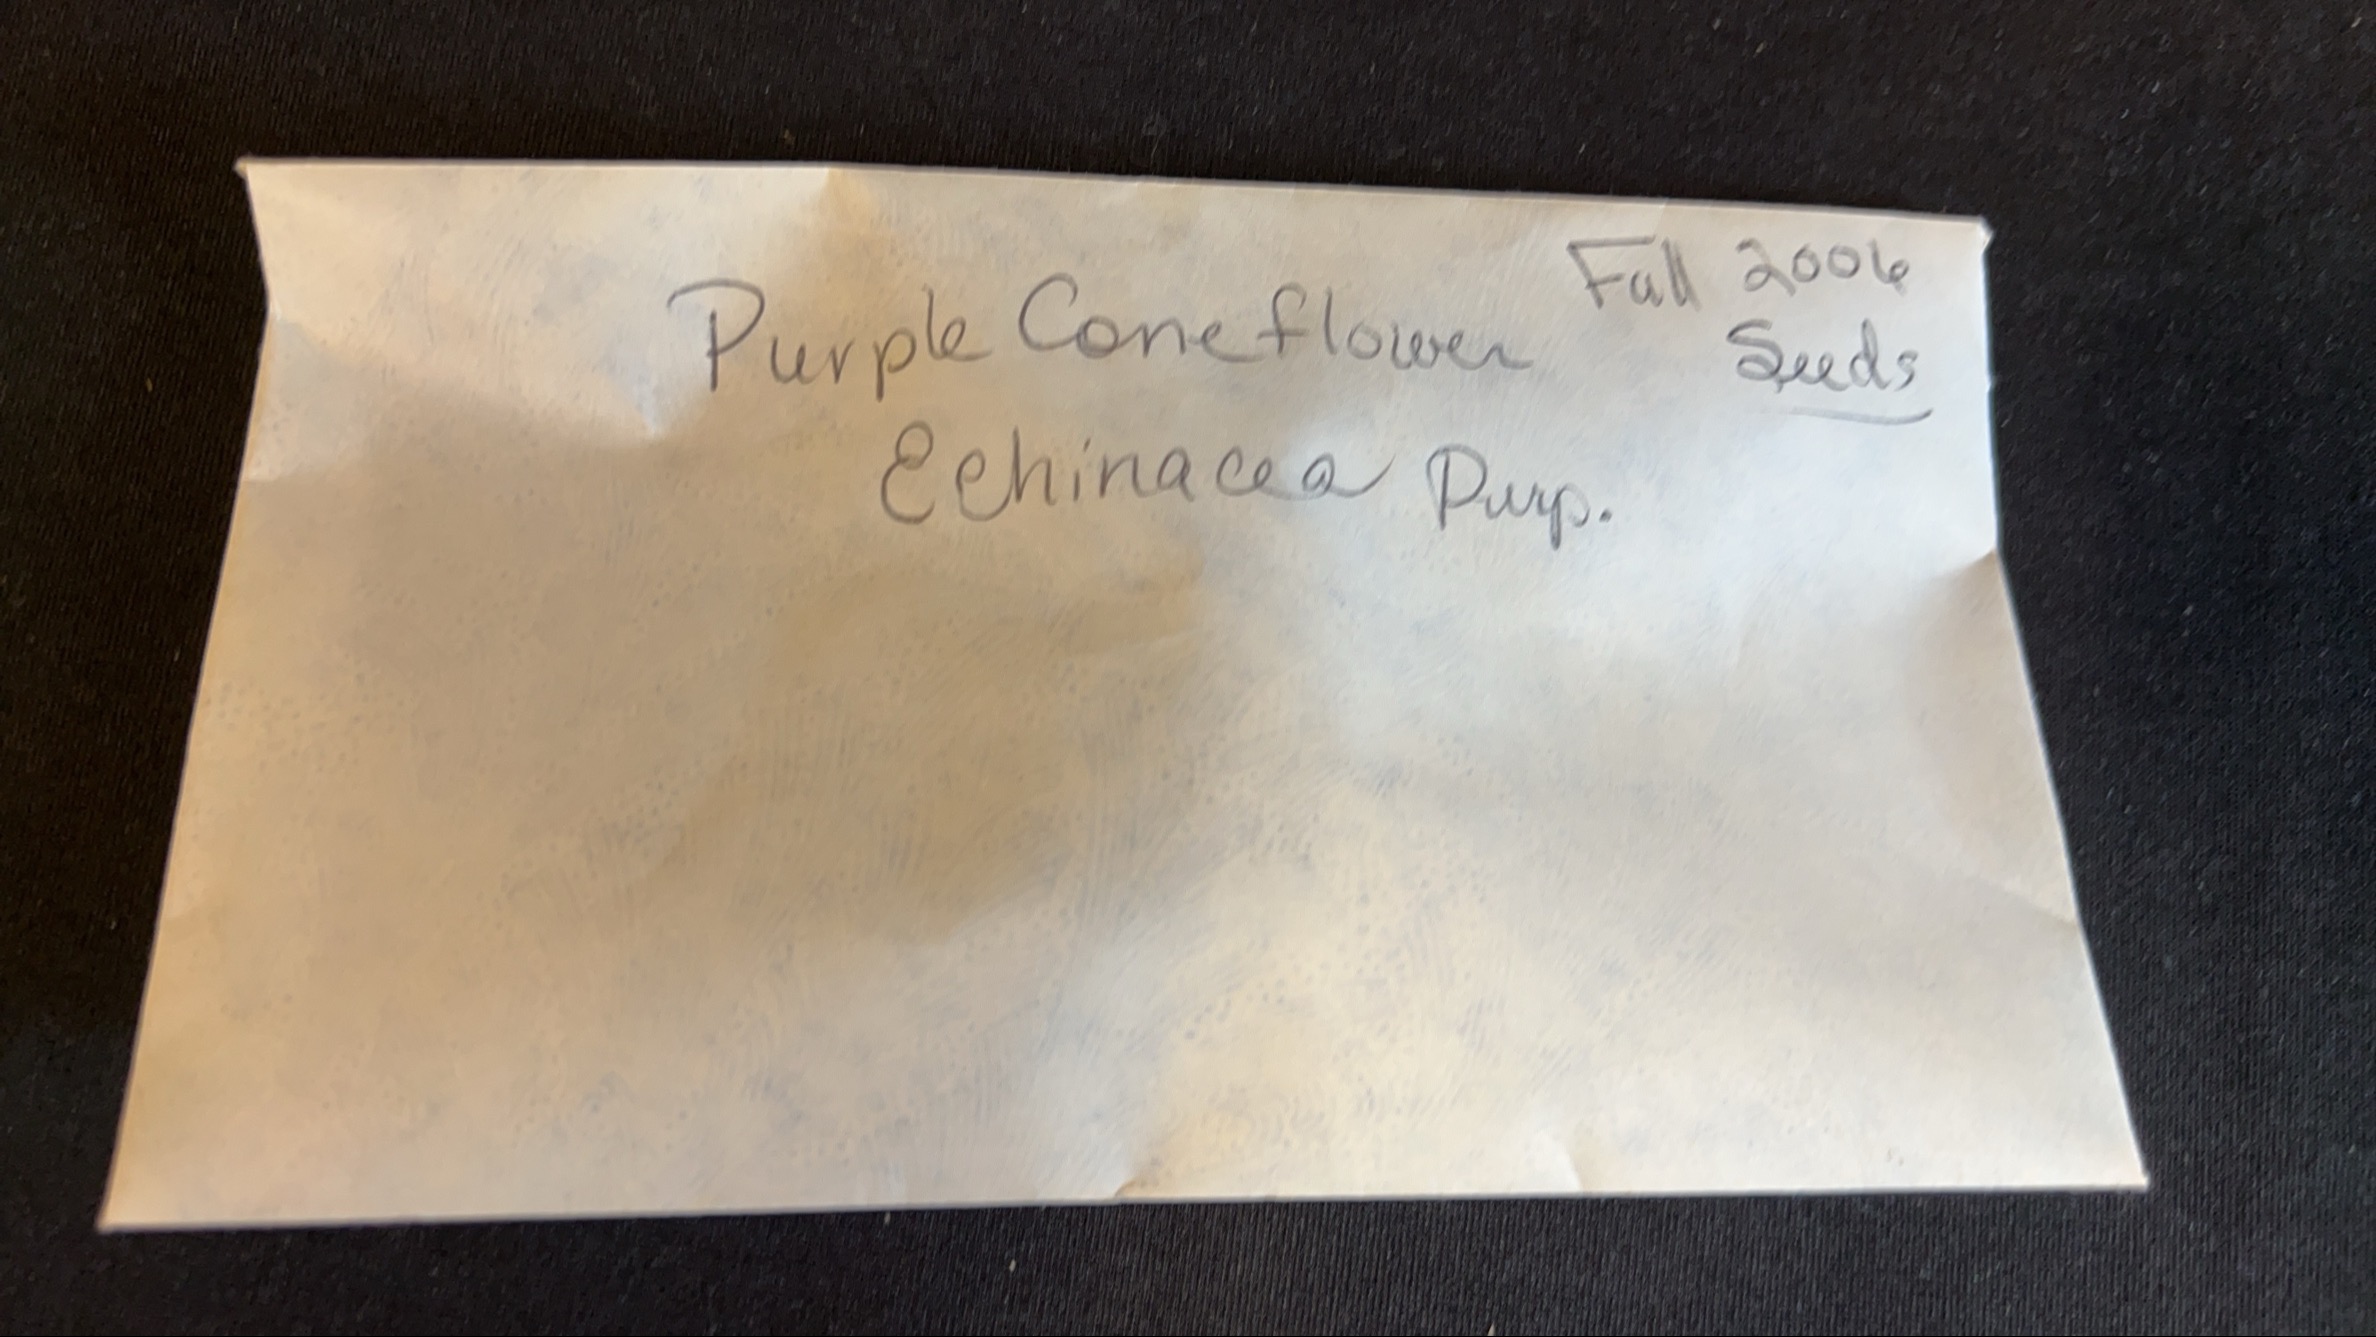 Fall 2006
Seeds
Purple Coneflower
Echinacea Purp.